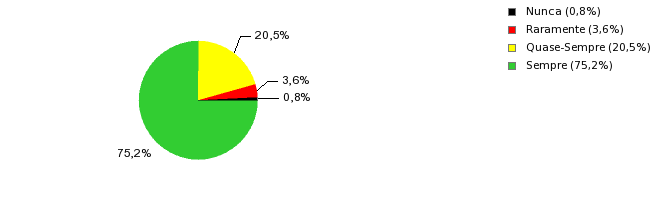 Nunca (0,8%)
Raramente (3,6%)
Quase-Sempre (20,5%)
Sempre (75,2%)
20,5%
3,6%
0,8%
75,2%